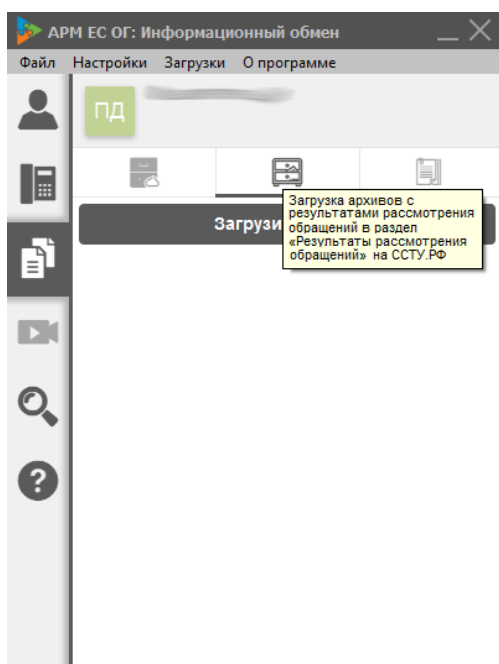 АРМ ЕС ОГ: Информационный обмен
Файл Настройки Загрузки О программе
ПД
Загрузи
Загрузка архивов с
результатами рассмотрения
обращений в раздел
«Результаты рассмотрения
обращений» на ССТУ.РФ
?